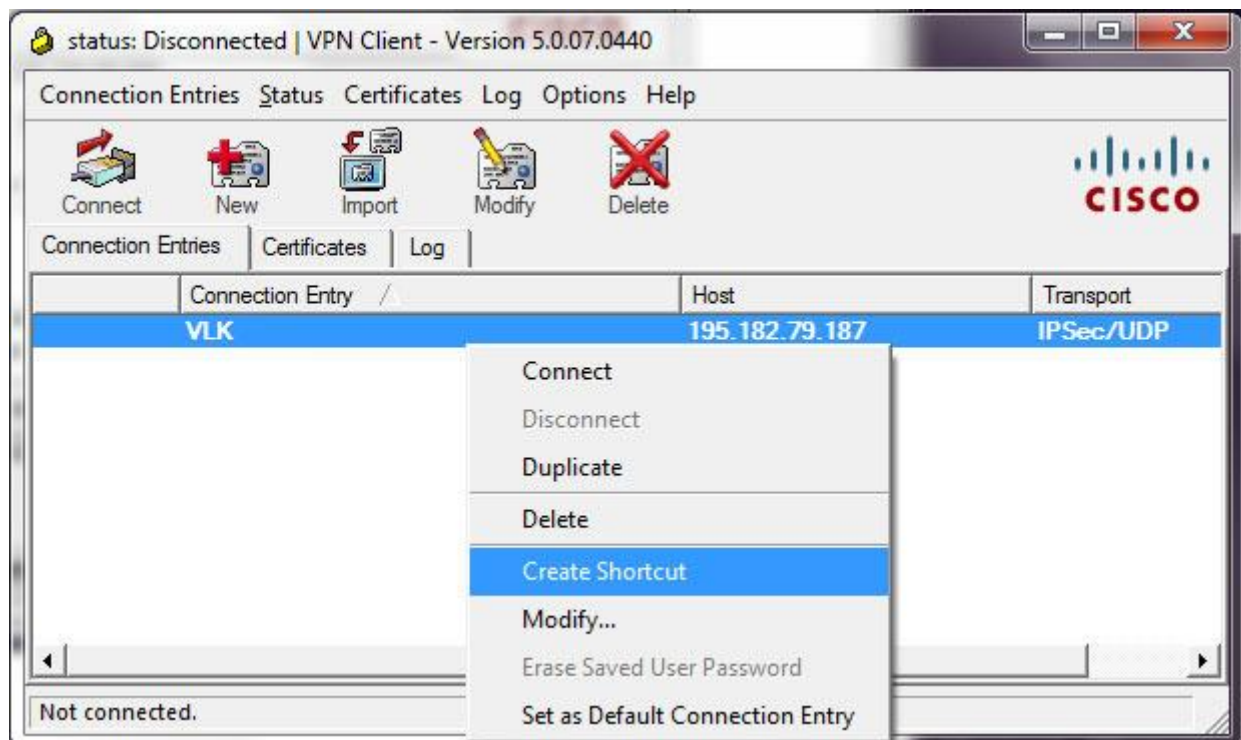 status: Disconnected | VPN Client - Version 5.0.07.0440
Connection Entries Status Certificates Log Options Help
Connect New Import Modify Delete
CISCO
Connection Entries Certificates Log
Connection Entry Host Transport
VLK 195.182.79.187 IPSec/UDP
Connect
Disconnect
Duplicate
Delete
Create Shortcut
Modify...
Erase Saved User Password
Set as Default Connection Entry
Not connected.